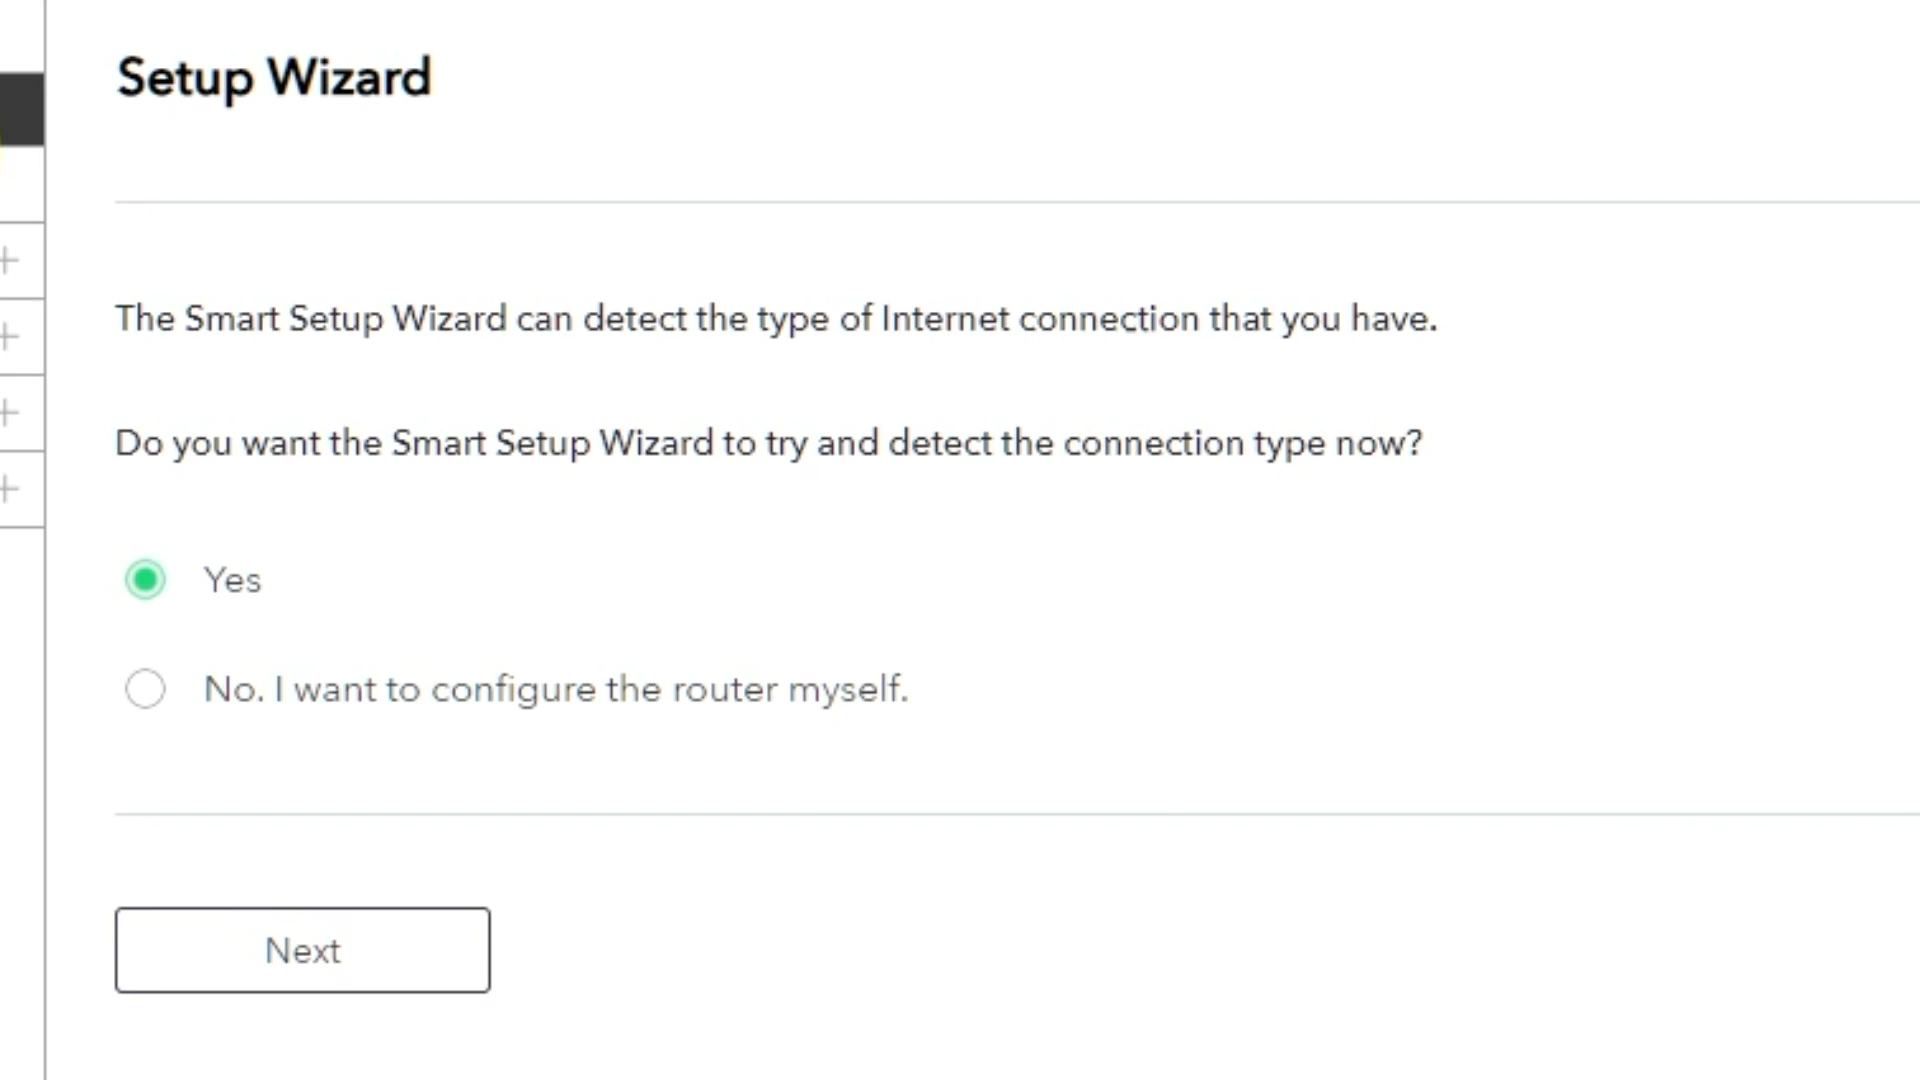 Setup Wizard
The Smart Setup Wizard can detect the type of Internet connection that you have.
Do you want the Smart Setup Wizard to try and detect the connection type now?
Yes
No. I want to configure the router myself.
Next